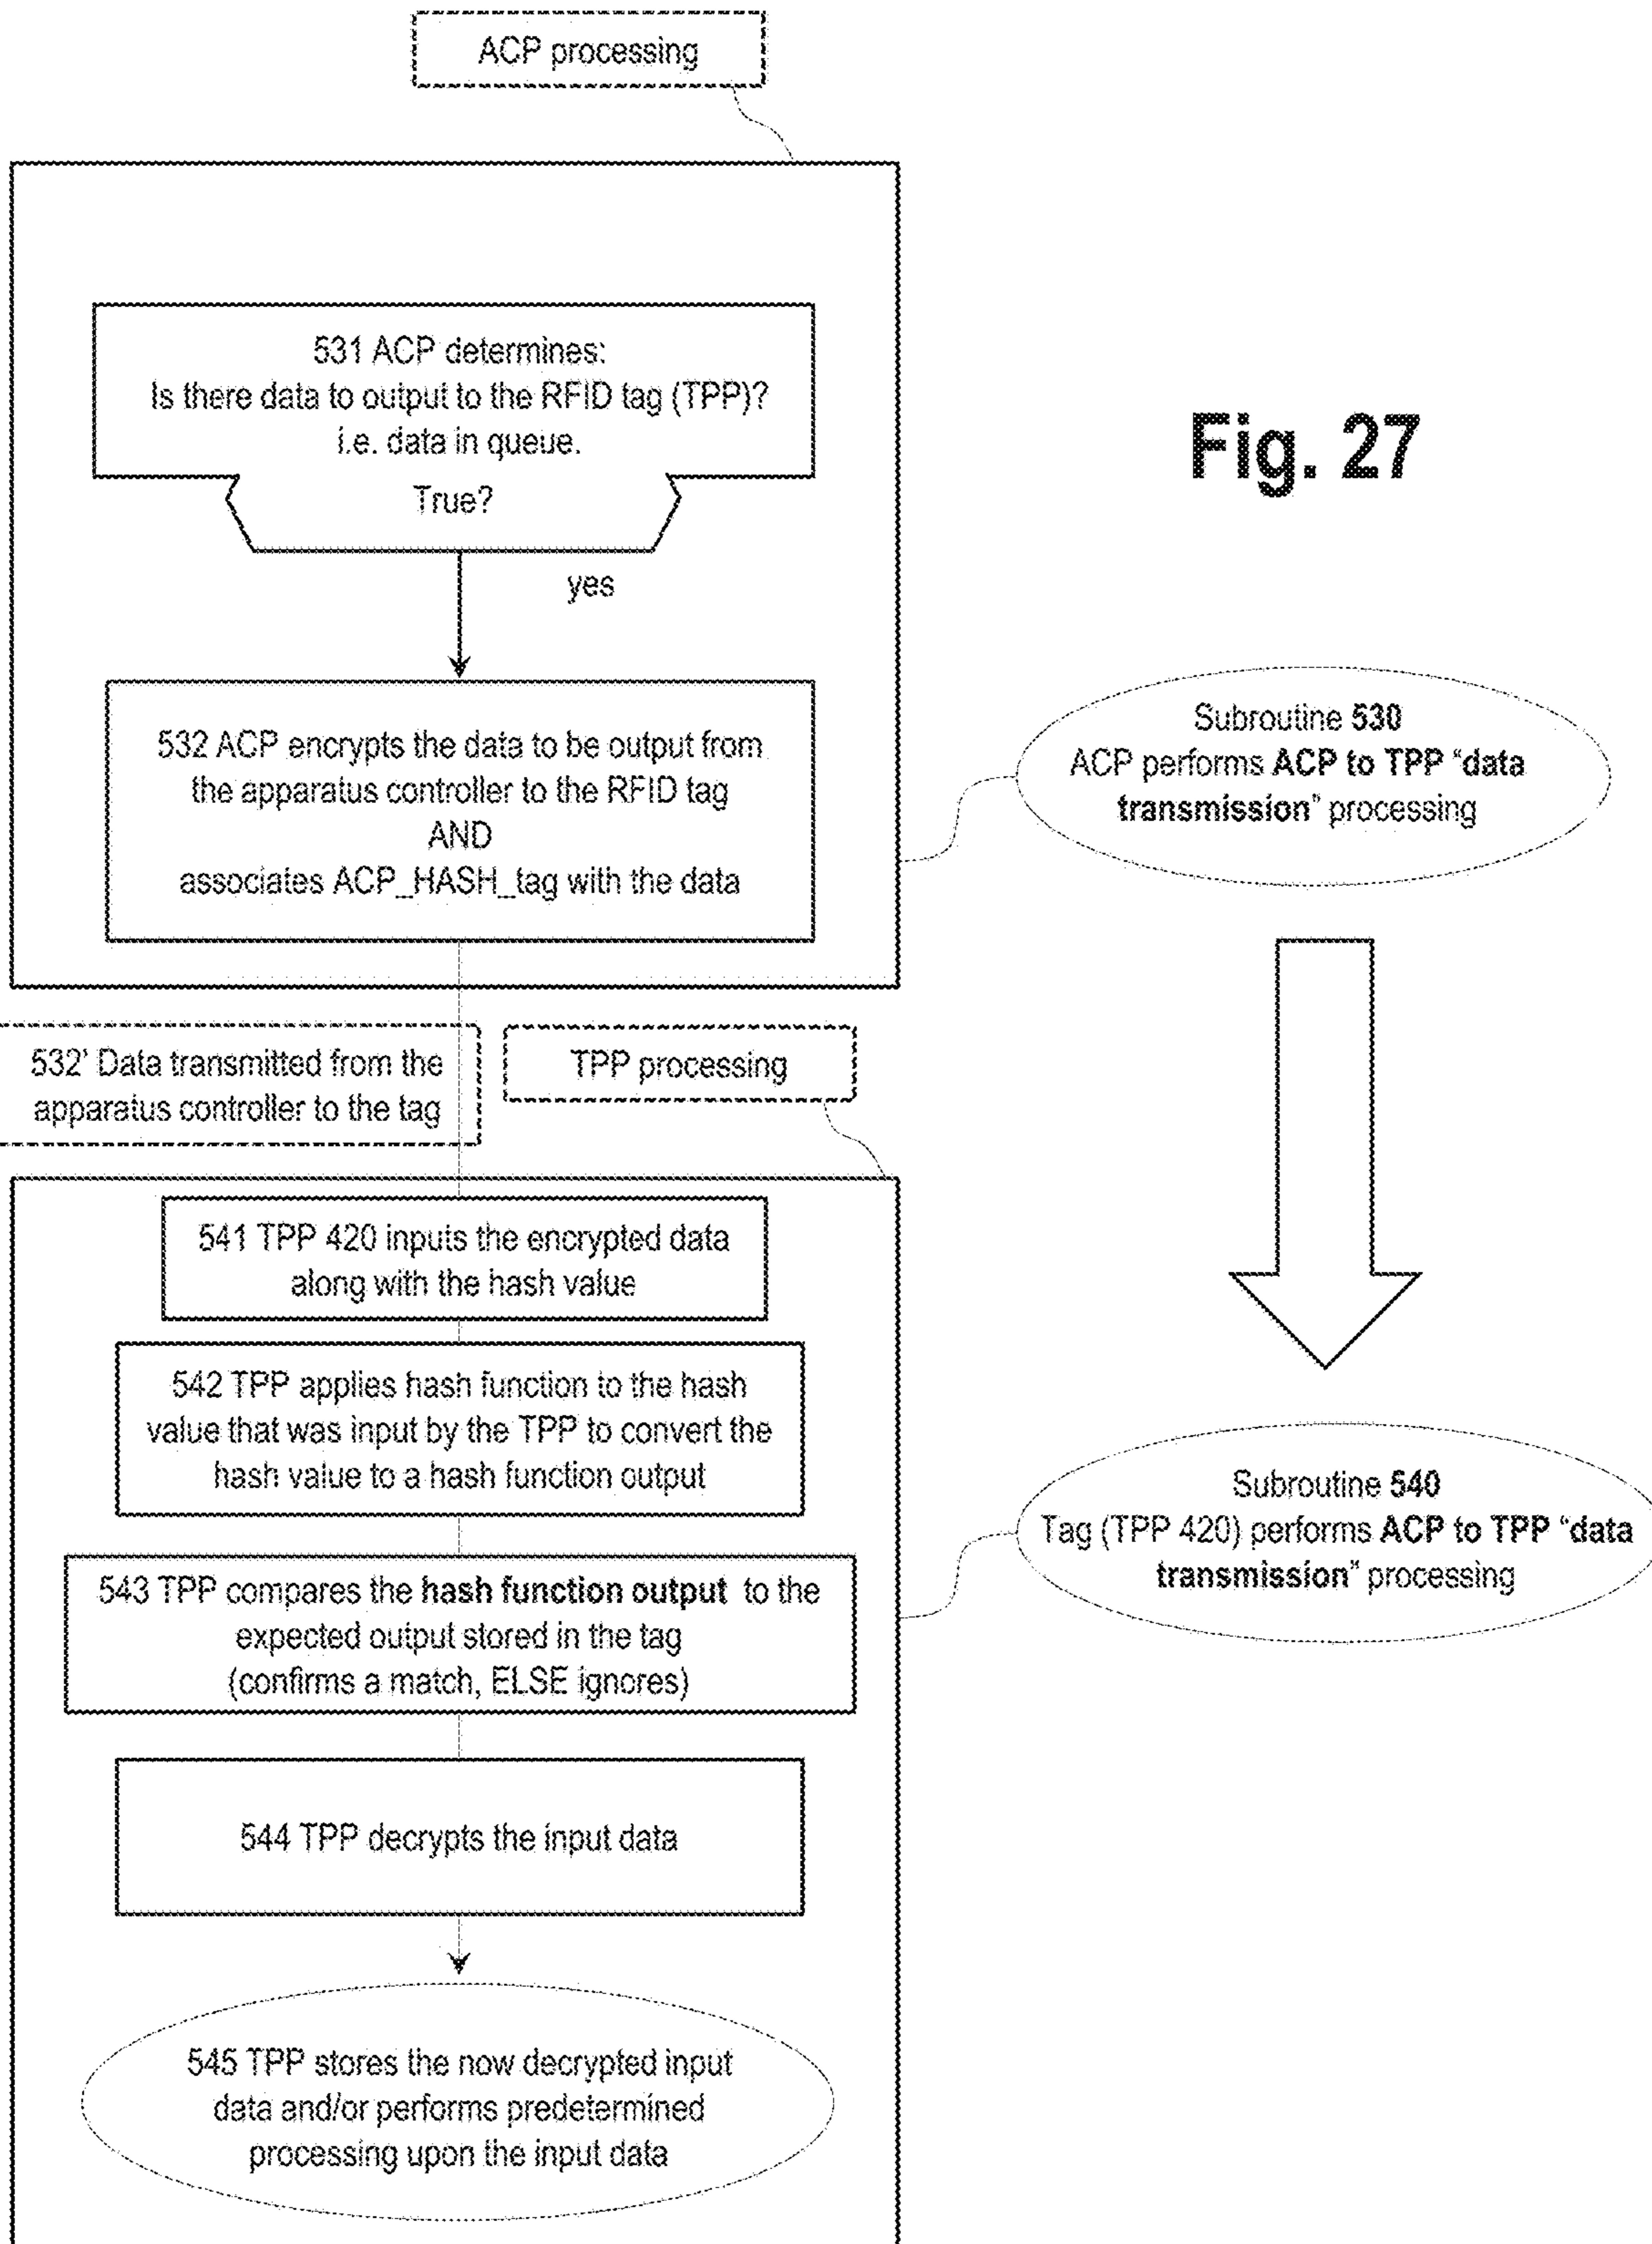 ACP processing
531 ACP determines:
Is there data to output to the RFID tag (TPP)?
i.e. data in queue.
True?
yes
Fig. 27
532 ACP encrypts the data to be output from
the apparatus controller to the RFID tag
AND
associates ACP_HASH_tag with the data
Subroutine 530
ACP performs ACP to TPP “data
transmission” processing
532’ Data transmitted from the
apparatus controller to the tag
TPP processing
541 TPP 420 inputs the encrypted data
along with the hash value
542 TPP applies hash function to the hash
value that was input by the TPP to convert the
hash value to a hash function output
543 TPP compares the hash function output to the
expected output stored in the tag
(confirms a match, ELSE ignores)
Subroutine 540
Tag (TPP 420) performs ACP to TPP “data
transmission” processing
544 TPP decrypts the input data
545 TPP stores the now decrypted input
data and/or performs predetermined
processing upon the input data